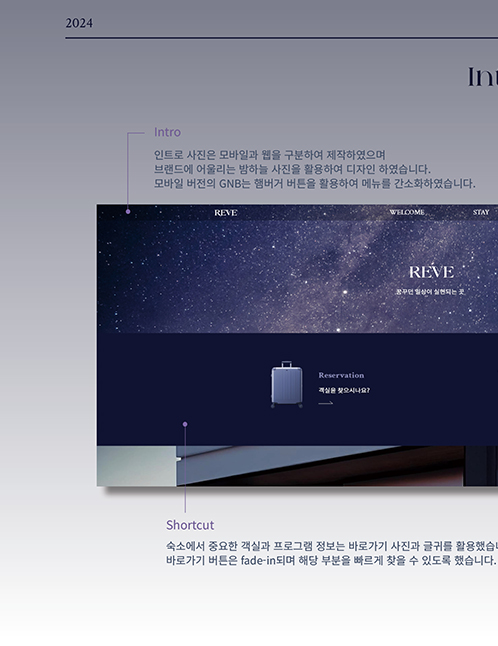 2024
Int
Intro
인트로 사진은 모바일과 웹을 구분하여 제작하였으며
브랜드에 어울리는 밤하늘 사진을 활용하여 디자인 하였습니다.
모바일 버전의 GNB는 햄버거 버튼을 활용하여 메뉴를 간소화하였습니다.
REVE WELCOME STAY
RÉVE
꿈꾸던 일상이 실현되는 곳
Reservation
객실을 찾으시나요?
Shortcut
숙소에서 중요한 객실과 프로그램 정보는 바로가기 사진과 글귀를 활용했습니
바로가기 버튼은 fade-in되며 해당 부분을 빠르게 찾을 수 있도록 했습니다.